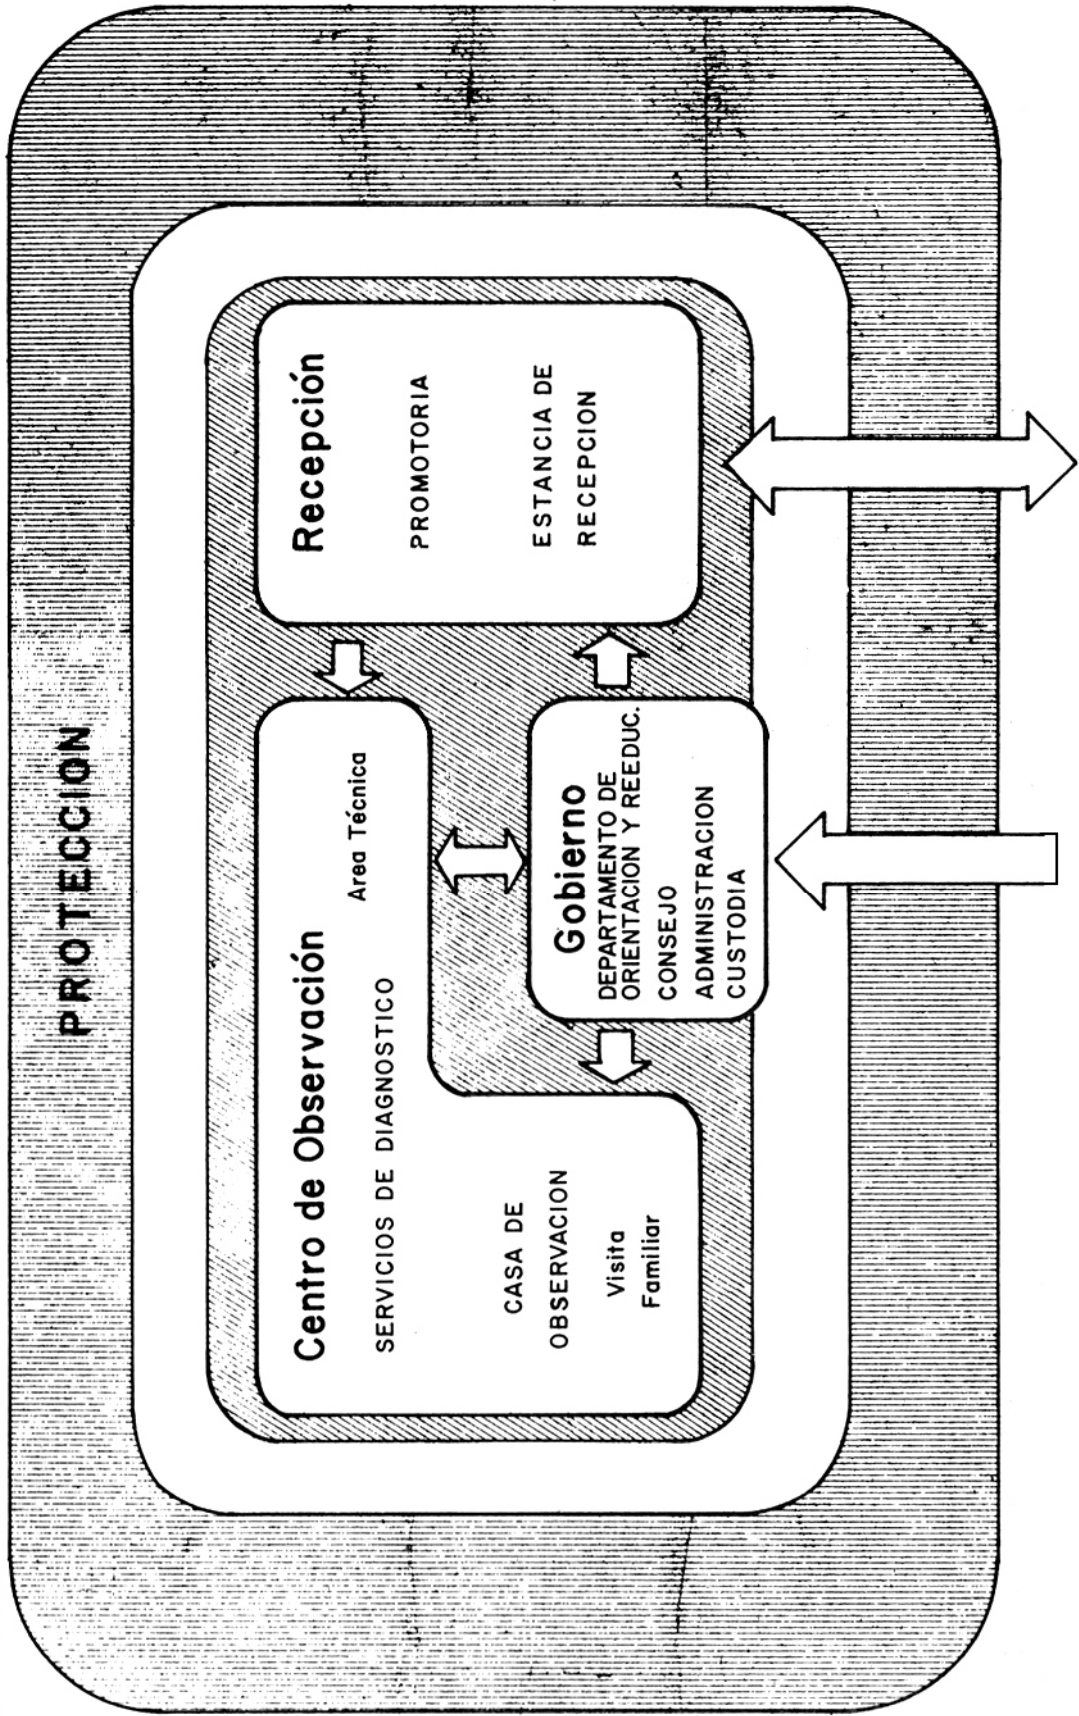 PROTECCION
Centro de Observación
Area Técnica
SERVICIOS DE DIAGNOSTICO
CASA DE
OBSERVACION
Visita
Familiar
Gobierno
DEPARTAMENTO DE
ORIENTACION Y REEDUC.
CONSEJO
ADMINISTRACION
CUSTODIA
Recepción
PROMOTORIA
ESTANCIA DE
RECEPCION